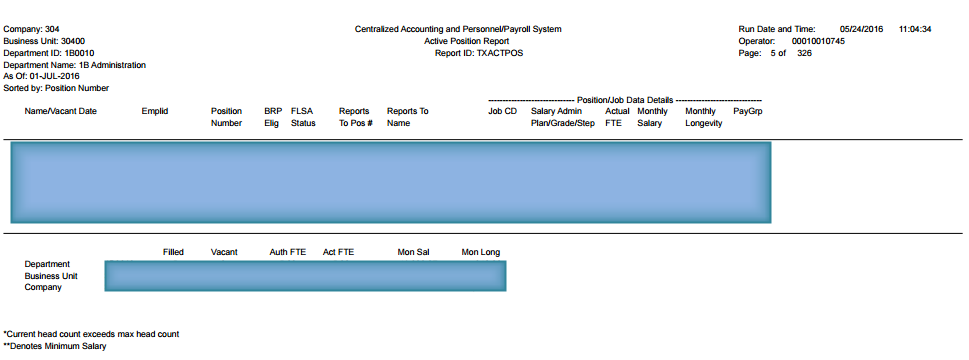 Company: 304 Centralized Accounting and Personnel/Payroll System Run Date and Time: 05/24/2016 11:04:34
Business Unit: 30400 Active Position Report Operator: 00010010745
Department ID: 1B0010 Report ID: TXACTPOS Page: 5 of 326
Department Name: 1B Administration
As Of: 01-JUL-2016
Sorted by: Position Number
---------------------------- Position/Job Data Details ----------------------------
Name/Vacant Date Emplid Position BRP FLSA Reports Reports To Job CD Salary Admin Actual Monthly Monthly PayGrp
Number Elig Status To Pos # Name Plan/Grade/Step FTE Salary Longevity
Filled Vacant Auth FTE Act FTE Mon Sal Mon Long
Department
Business Unit
Company
*Current head count exceeds max head count
**Denotes Minimum Salary